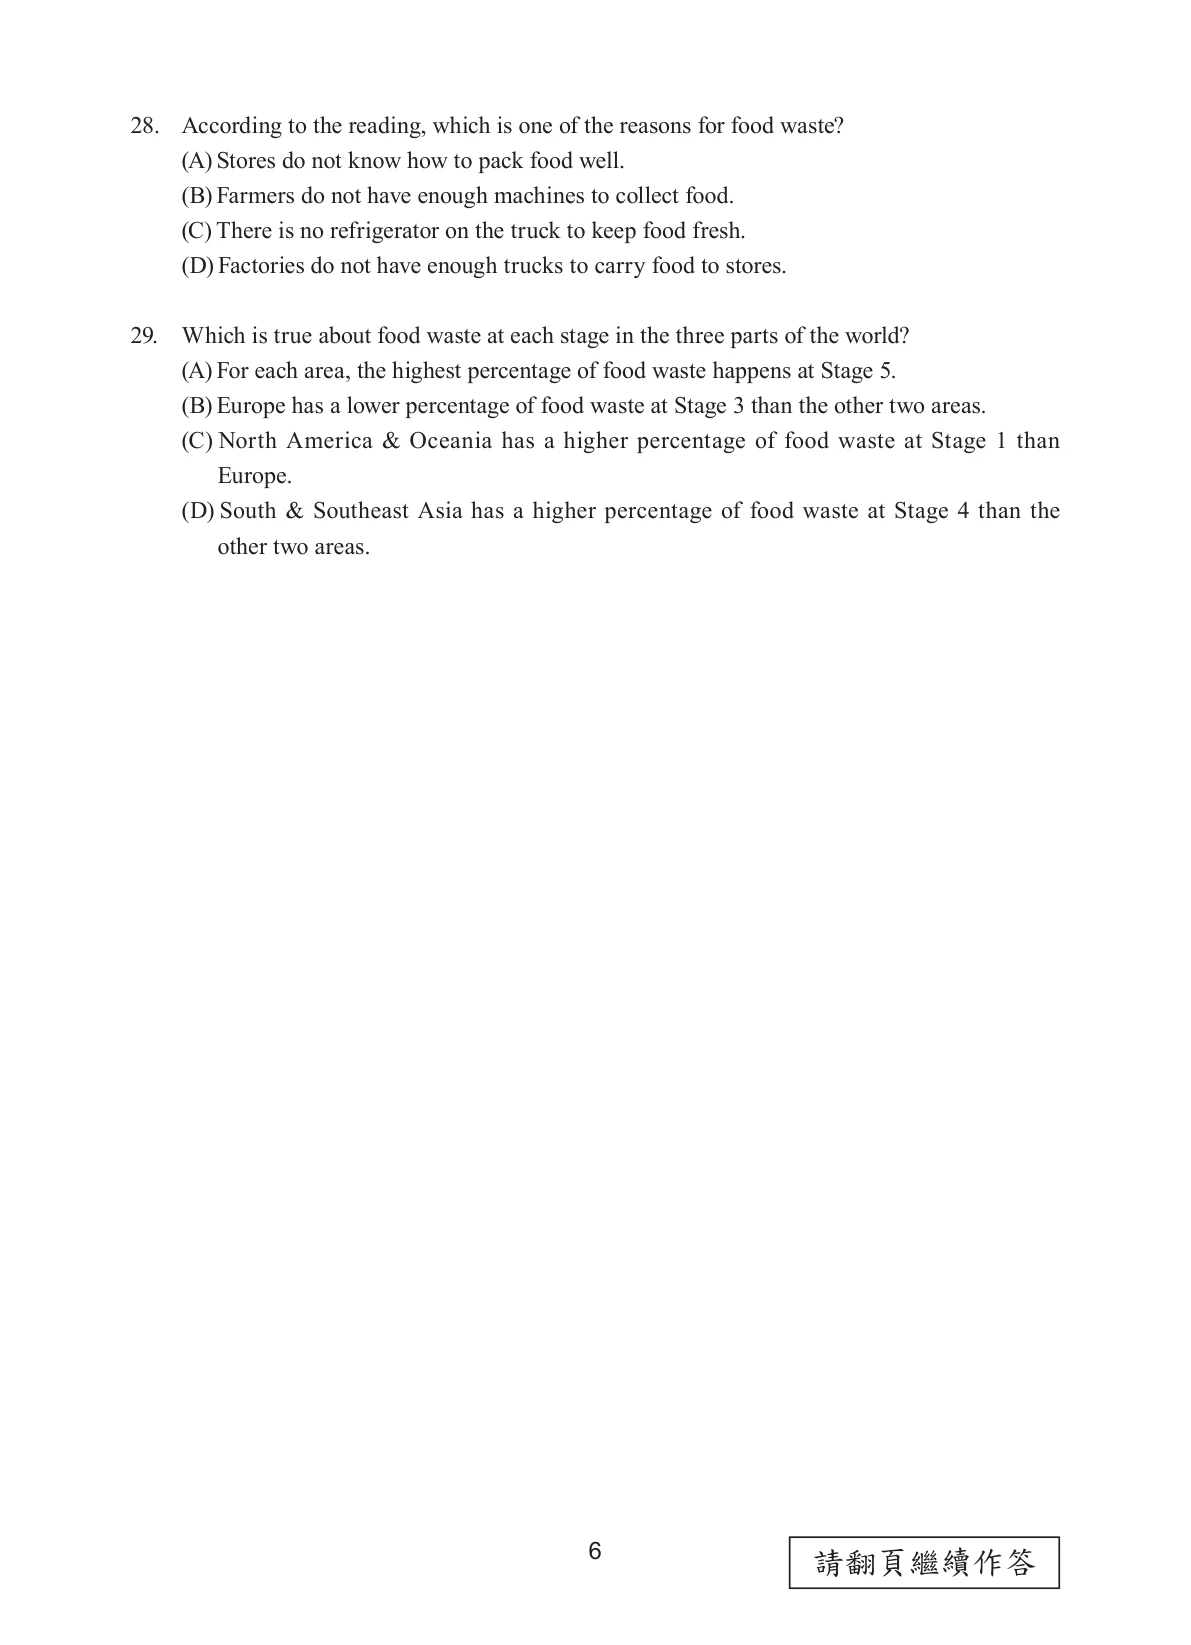 28. According to the reading, which is one of the reasons for food waste?
(A) Stores do not know how to pack food well.
(B) Farmers do not have enough machines to collect food.
(C) There is no refrigerator on the truck to keep food fresh.
(D) Factories do not have enough trucks to carry food to stores.
29. Which is true about food waste at each stage in the three parts of the world?
(A) For each area, the highest percentage of food waste happens at Stage 5.
(B) Europe has a lower percentage of food waste at Stage 3 than the other two areas.
(C) North America & Oceania has a higher percentage of food waste at Stage 1 than
Europe.
(D) South & Southeast Asia has a higher percentage of food waste at Stage 4 than the
other two areas.
6
請翻頁繼續作答